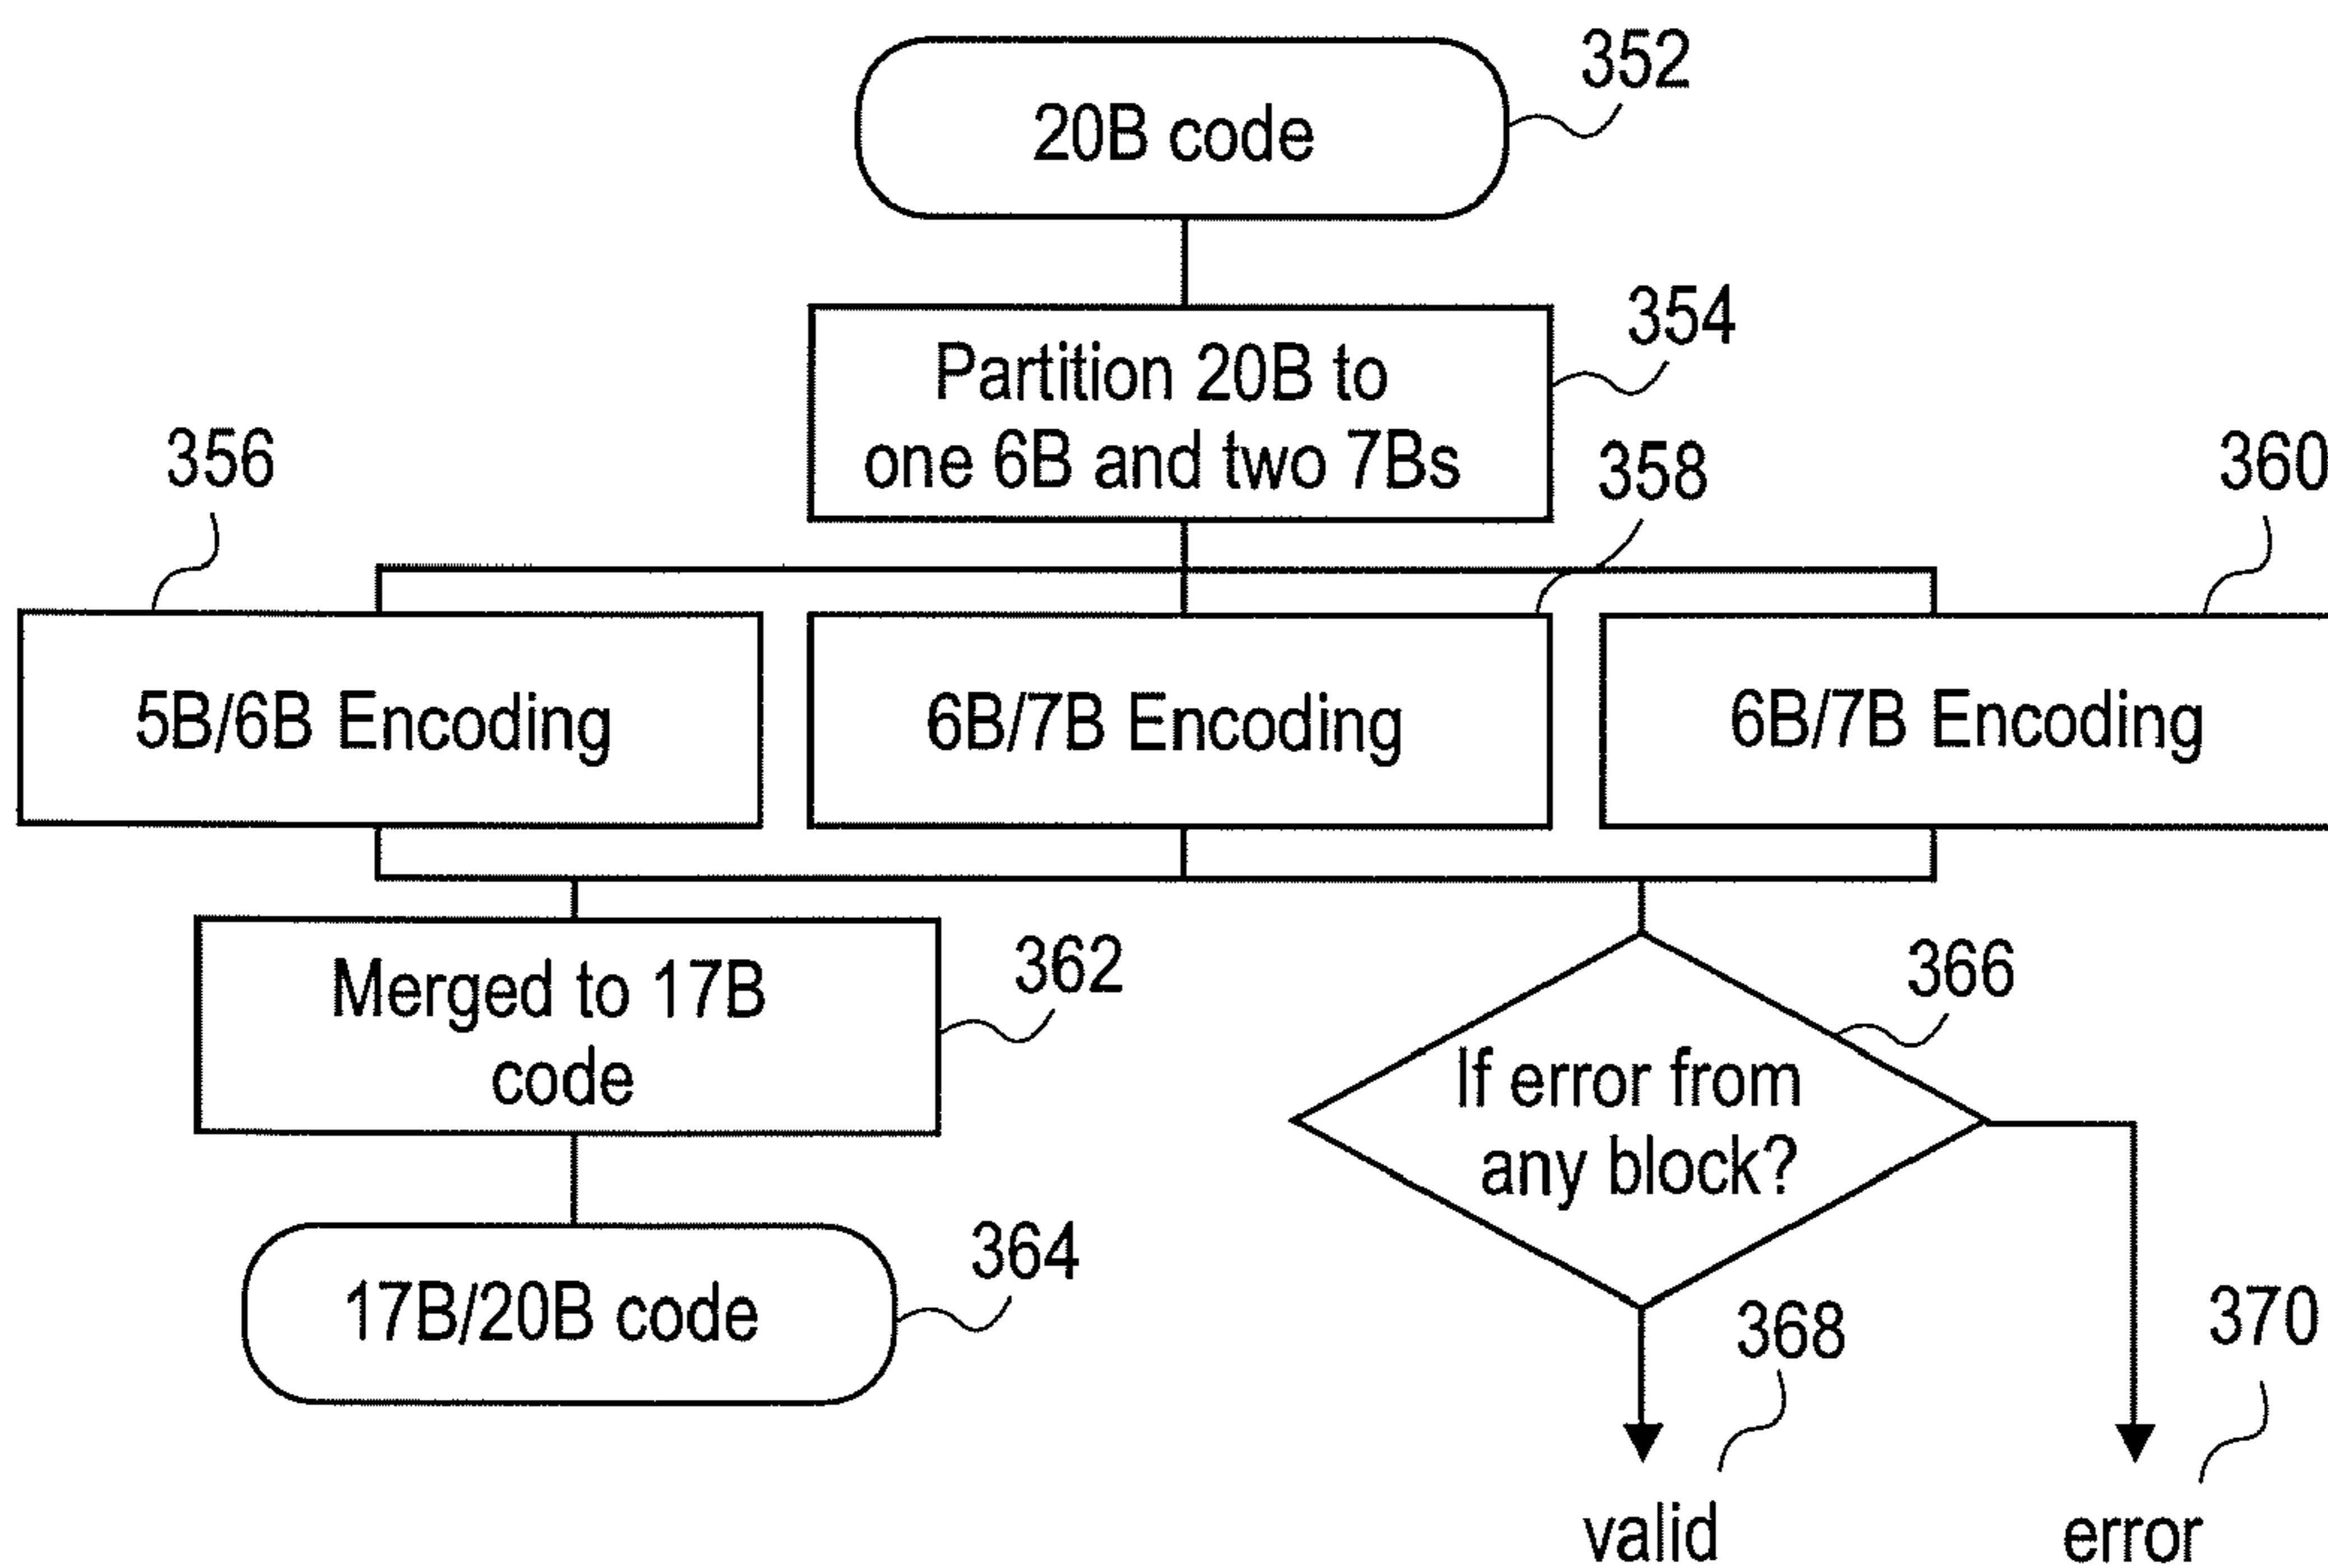 352
20B code
354
Partition 20B to
one 6B and two 7Bs
356
358
360
5B/6B Encoding
6B/7B Encoding
6B/7B Encoding
362
Merged to 17B
code
366
If error from
any block?
364
17B/20B code
368
370
valid
error